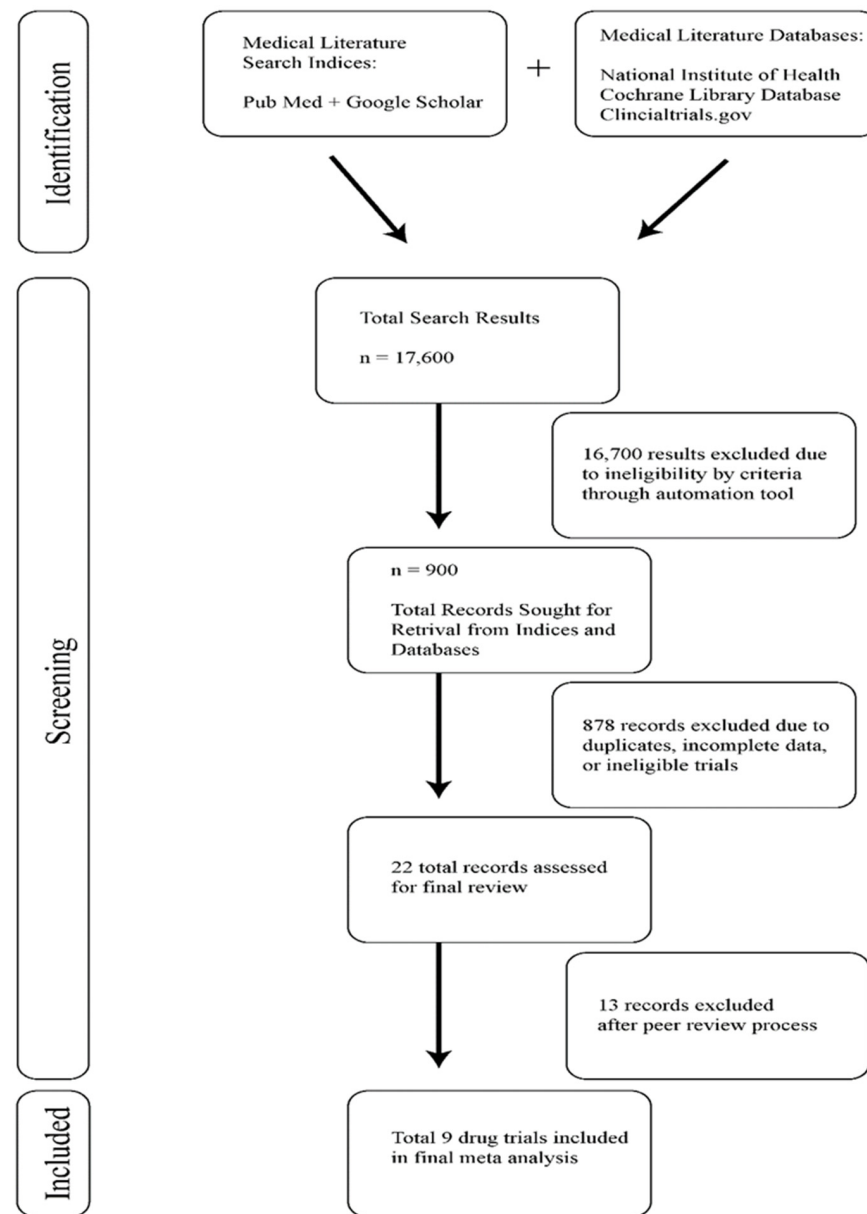 Identification
Medical Literature
Search Indices:
Pub Med + Google Scholar
+
Medical Literature Databases:
National Institute of Health
Cochrane Library Database
Clincialtrials.gov
Screening
Total Search Results
n = 17,600
16,700 results excluded due
to ineligibility by criteria
through automation tool
n = 900
Total Records Sought for
Retrival from Indices and
Databases
878 records excluded due to
duplicates, incomplete data,
or ineligible trials
22 total records assessed
for final review
13 records excluded
after peer review process
Included
Total 9 drug trials included
in final meta analysis